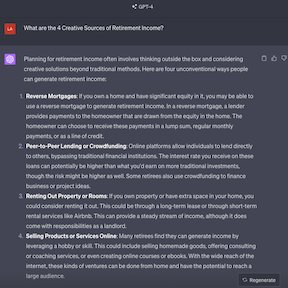 GPT-4
LA
What are the 4 Creative Sources of Retirement Income?
Planning for retirement income often involves thinking outside the box and considering
creative solutions beyond traditional methods. Here are four unconventional ways people
can generate retirement income:
1. Reverse Mortgages: If you own a home and have significant equity in it, you may be able to
use a reverse mortgage to generate retirement income. In a reverse mortgage, a lender
provides payments to the homeowner that are drawn from the equity in the home. The
homeowner can choose to receive these payments in a lump sum, regular monthly
payments, or as a line of credit.
2. Peer-to-Peer Lending or Crowdfunding: Online platforms allow individuals to lend directly
to others, bypassing traditional financial institutions. The interest rate you receive on these
loans can potentially be higher than what you'd earn on more traditional investments,
though the risk might be higher as well. Some retirees also use crowdfunding to finance
business or project ideas.
3. Renting Out Property or Rooms: If you own property or have extra space in your home, you
could consider renting it out. This could be through a long-term lease or through short-term
rental services like Airbnb. This can provide a steady stream of income, although it does
come with responsibilities as a landlord.
4. Selling Products or Services Online: Many retirees find they can generate income by
leveraging a hobby or skill. This could include selling homemade goods, offering consulting
or coaching services, or even creating online courses or ebooks. With the wide reach of the
internet, these kinds of ventures can be done from home and have the potential to reach a
large audience.
Regenerate